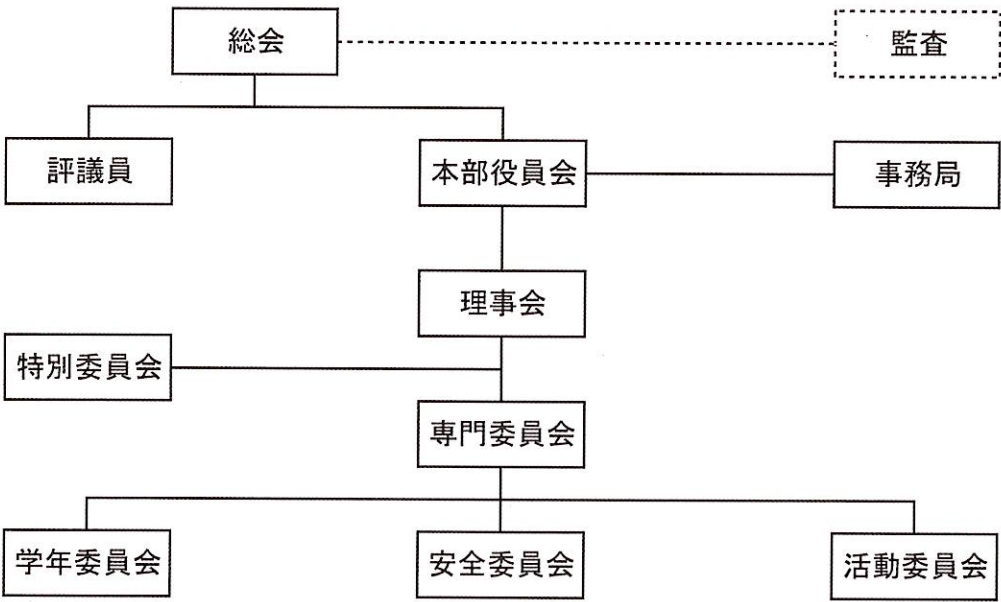 総会
監査
評議員
本部役員会
事務局
理事会
特別委員会
専門委員会
学年委員会
安全委員会
活動委員会